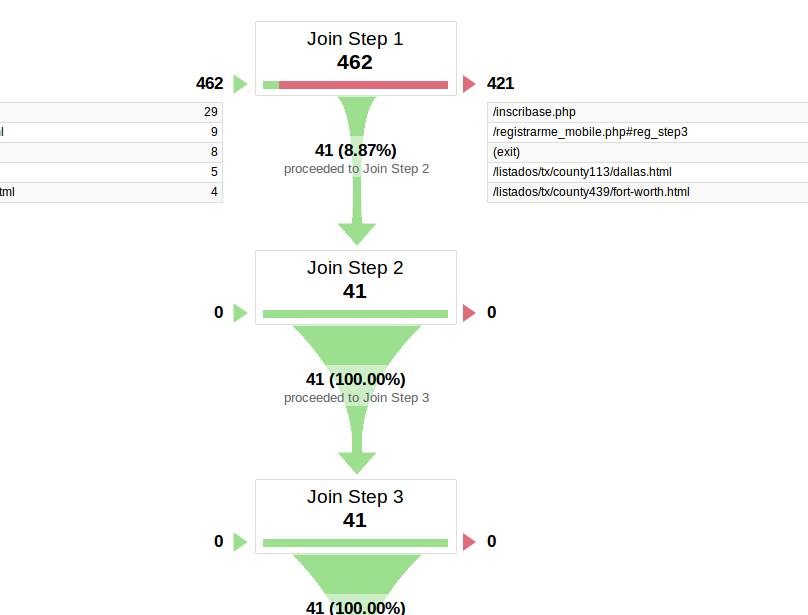 Join Step 1
462
462
421
29
9
8
5
4
/inscribase.php
/registrarme_mobile.php#reg_step3
(exit)
/listados/tx/county113/dallas.html
/listados/tx/county439/fort-worth.html
41 (8.87%)
proceeded to Join Step 2
Join Step 2
41
0
0
41 (100.00%)
proceeded to Join Step 3
Join Step 3
41
0
0
41 (100.00%)